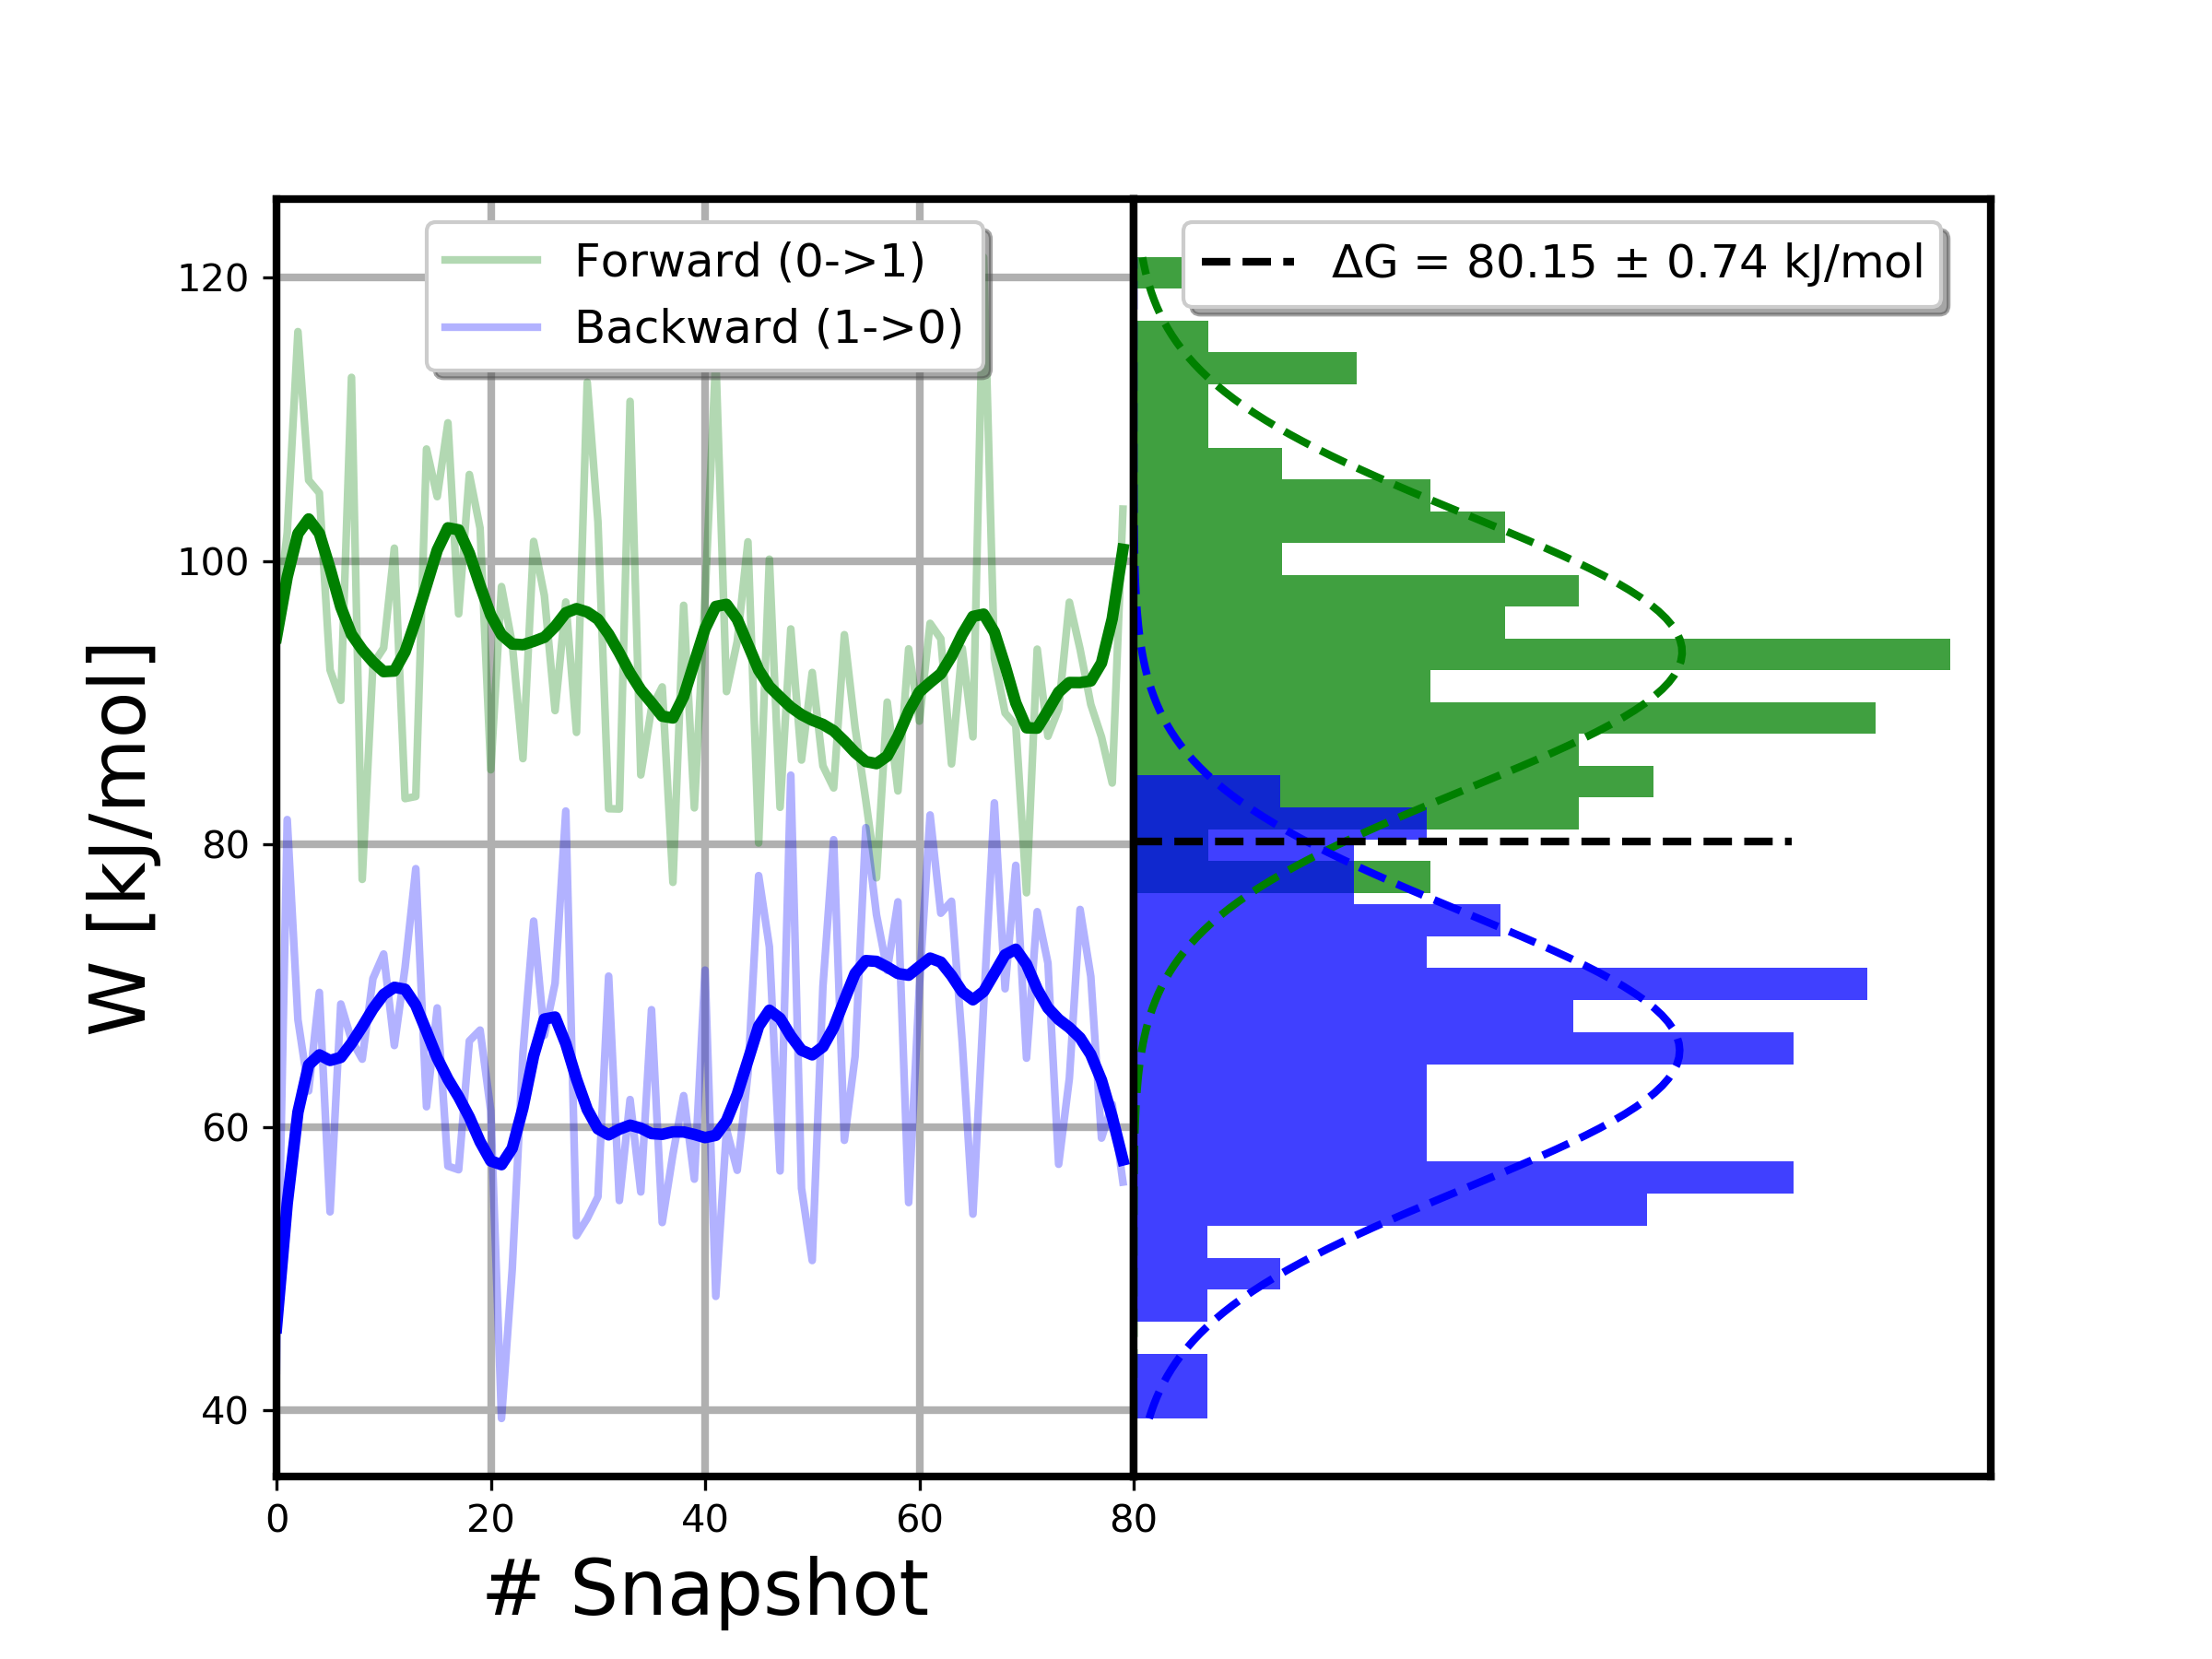 Forward (0->1)
Backward (1->0)
ΔG = 80.15 ± 0.74 kJ/mol
W [kJ/mol]
120
100
80
60
40
0 20 40 60 80
# Snapshot